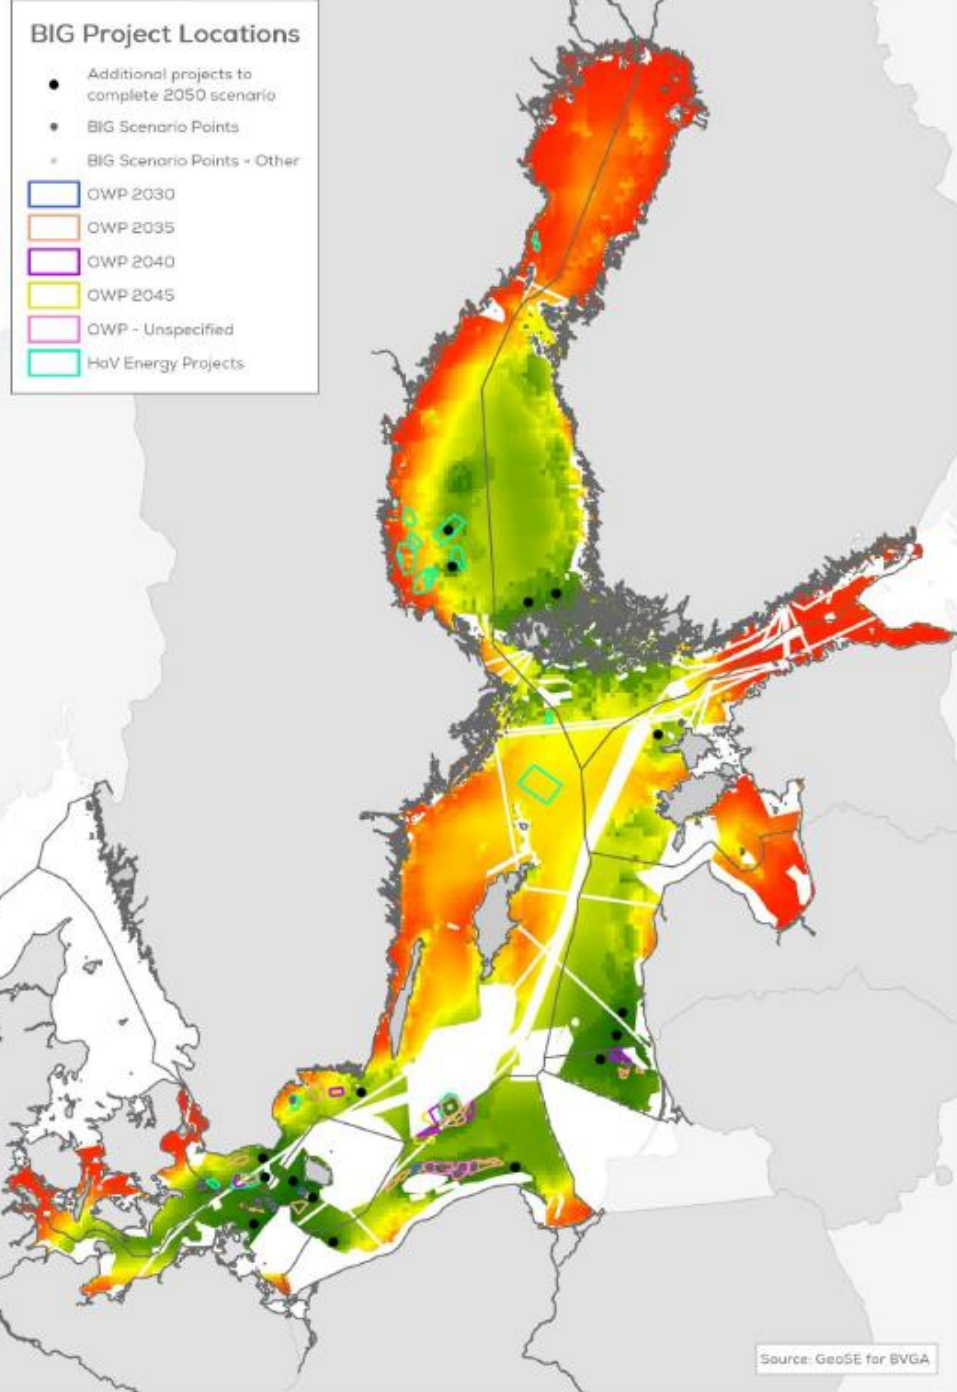 BIG Project Locations
Additional projects to
complete 2050 scenario
BIG Scenario Points
BIG Scenario Points - Other
OWP 2030
OWP 2035
OWP 2040
OWP 2045
OWP - Unspecified
HoV Energy Projects
Source: GeoSE for BVGA